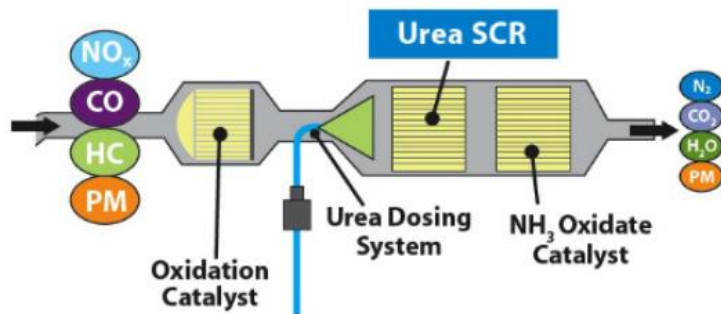 NOₓ
CO
HC
PM
Urea SCR
N₂
CO₂
H₂O
PM
Oxidation
Catalyst
Urea Dosing
System
NH₃ Oxidate
Catalyst